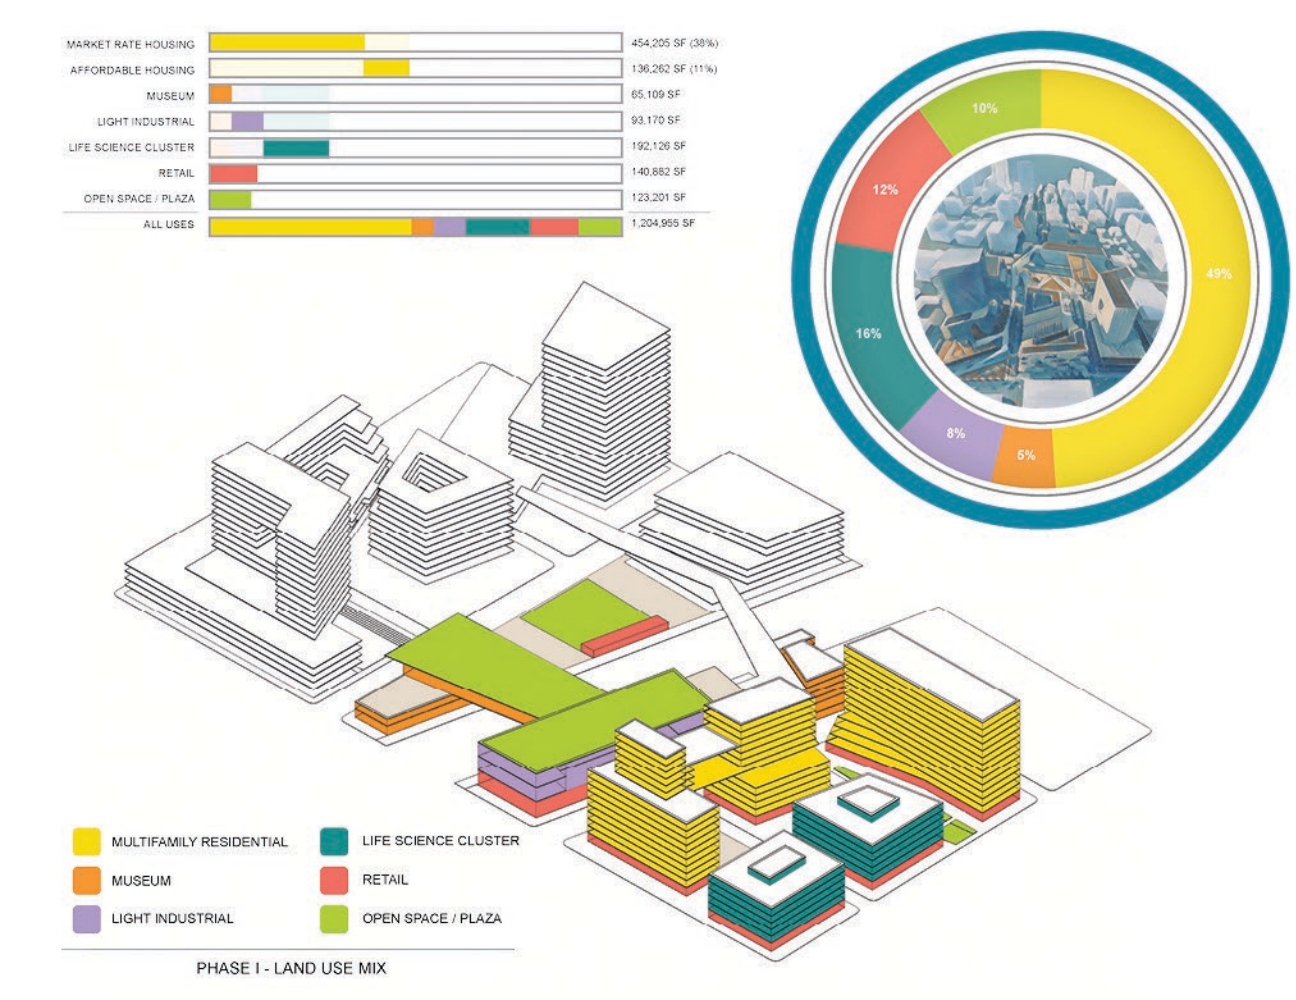 MARKET RATE HOUSING 454,205 SF (38%)
AFFORDABLE HOUSING 136,262 SF (11%)
MUSEUM 65,109 SF
LIGHT INDUSTRIAL 93,170 SF
LIFE SCIENCE CLUSTER 192,126 SF
RETAIL 140,882 SF
OPEN SPACE / PLAZA 123,201 SF
ALL USES 1,204,955 SF
10%
12%
49%
16%
8%
5%
MULTIFAMILY RESIDENTIAL
MUSEUM
LIGHT INDUSTRIAL
LIFE SCIENCE CLUSTER
RETAIL
OPEN SPACE / PLAZA
PHASE I - LAND USE MIX